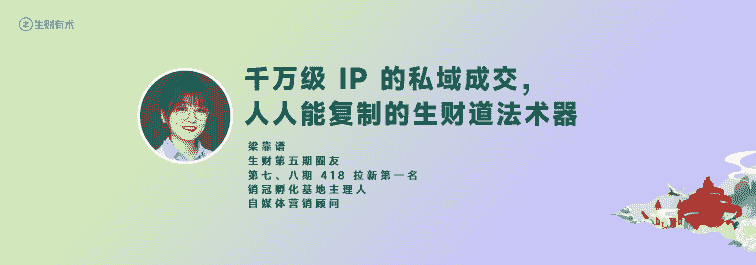 生财有术
千万级 IP 的私域成交，
人人能复制的生财道法术器
梁靠谱
生财第五期圈友
第七、八期 418 拉新第一名
销冠孵化基地主理人
自媒体营销顾问